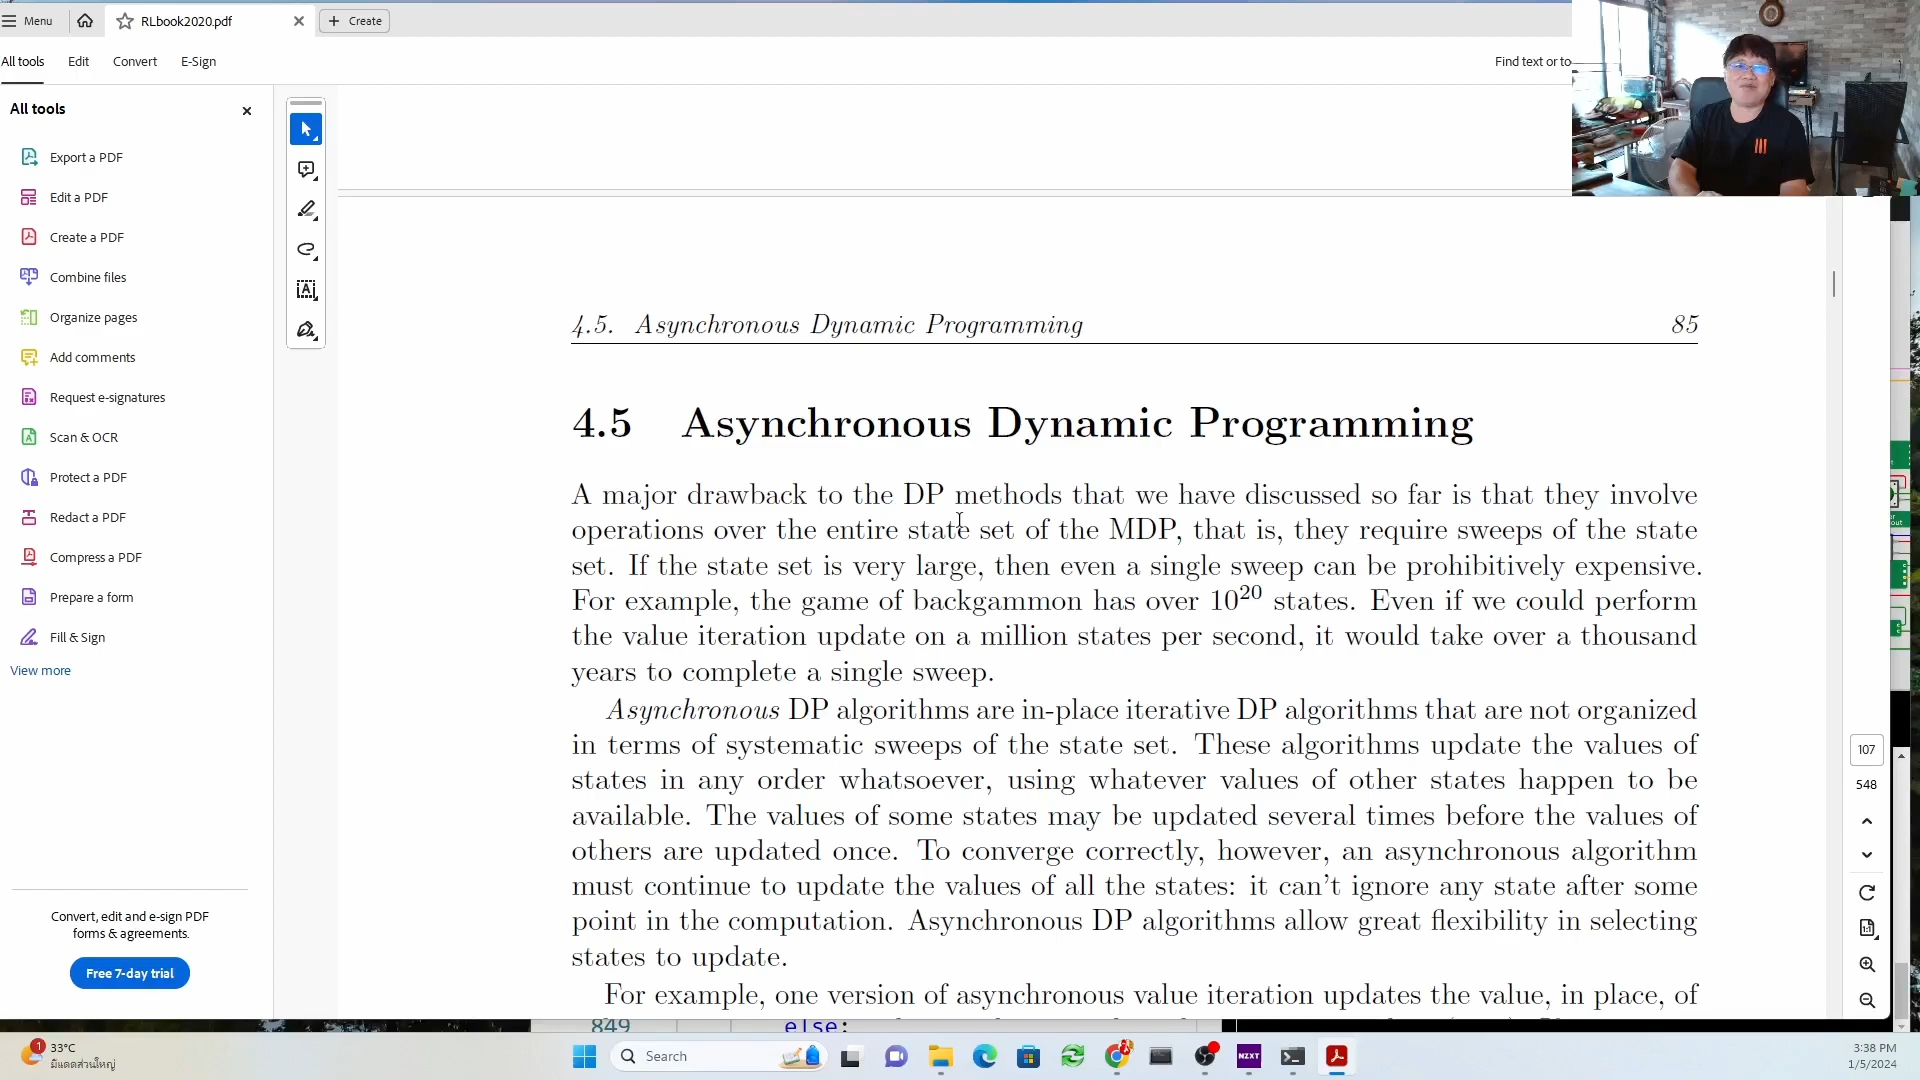 Menu
RLbook2020.pdf
Create
All tools
Edit
Convert
E-Sign
Find text or to
All tools
Export a PDF
Edit a PDF
Create a PDF
Combine files
Organize pages
Add comments
Request e-signatures
Scan & OCR
Protect a PDF
Redact a PDF
Compress a PDF
Prepare a form
Fill & Sign
View more
Convert, edit and e-sign PDF
forms & agreements.
Free 7-day trial
4.5. Asynchronous Dynamic Programming 85
4.5 Asynchronous Dynamic Programming
A major drawback to the DP methods that we have discussed so far is that they involve
operations over the entire state set of the MDP, that is, they require sweeps of the state
set. If the state set is very large, then even a single sweep can be prohibitively expensive.
For example, the game of backgammon has over 10²⁰ states. Even if we could perform
the value iteration update on a million states per second, it would take over a thousand
years to complete a single sweep.
Asynchronous DP algorithms are in-place iterative DP algorithms that are not organized
in terms of systematic sweeps of the state set. These algorithms update the values of
states in any order whatsoever, using whatever values of other states happen to be
available. The values of some states may be updated several times before the values of
others are updated once. To converge correctly, however, an asynchronous algorithm
must continue to update the values of all the states: it can't ignore any state after some
point in the computation. Asynchronous DP algorithms allow great flexibility in selecting
states to update.
For example, one version of asynchronous value iteration updates the value, in place, of
107
548
849 else:
1
33°C
มีแดดส่วนใหญ่
Search
NZXT
3:38 PM
1/5/2024